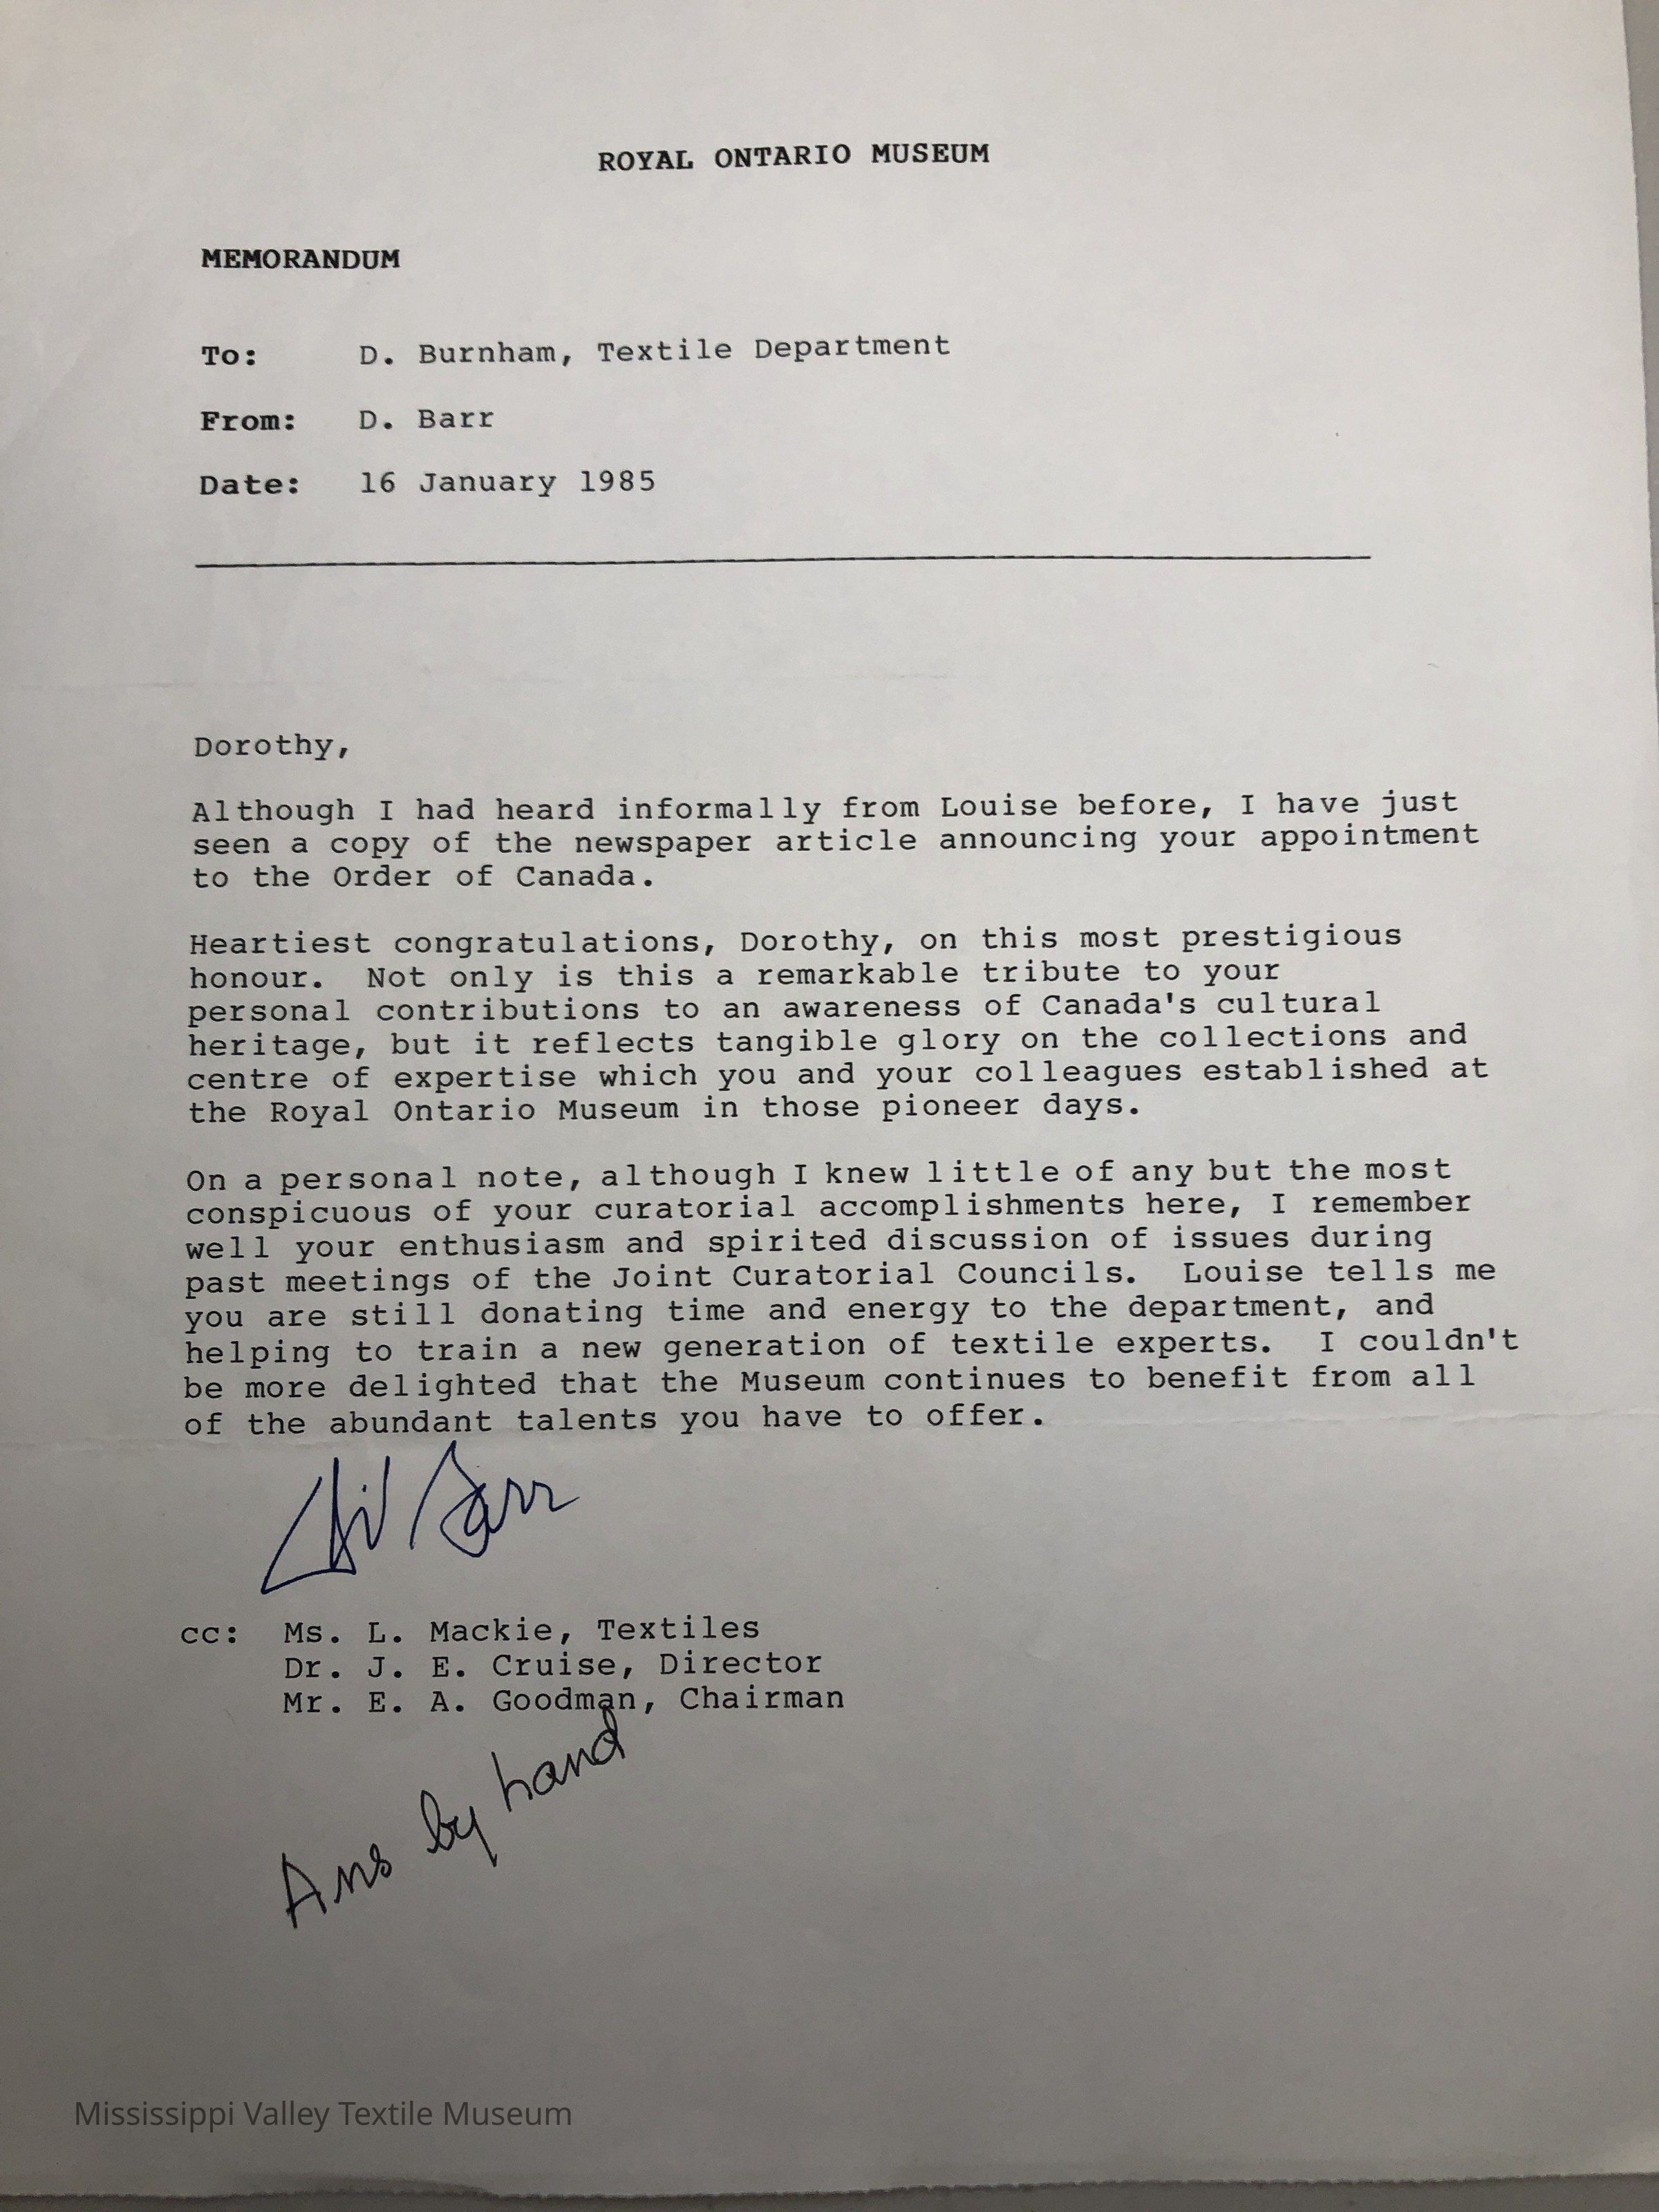 ROYAL ONTARIO MUSEUM
MEMORANDUM
To: D. Burnham, Textile Department
From: D. Barr
Date: 16 January 1985
Dorothy,
Although I had heard informally from Louise before, I have just
seen a copy of the newspaper article announcing your appointment
to the Order of Canada.
Heartiest congratulations, Dorothy, on this most prestigious
honour. Not only is this a remarkable tribute to your
personal contributions to an awareness of Canada's cultural
heritage, but it reflects tangible glory on the collections and
centre of expertise which you and your colleagues established at
the Royal Ontario Museum in those pioneer days.
On a personal note, although I knew little of any but the most
conspicuous of your curatorial accomplishments here, I remember
well your enthusiasm and spirited discussion of issues during
past meetings of the Joint Curatorial Councils. Louise tells me
you are still donating time and energy to the department, and
helping to train a new generation of textile experts. I couldn't
be more delighted that the Museum continues to benefit from all
of the abundant talents you have to offer.
Barr
cc: Ms. L. Mackie, Textiles
Dr. J. E. Cruise, Director
Mr. E. A. Goodman, Chairman
Ans by hand
Mississippi Valley Textile Museum